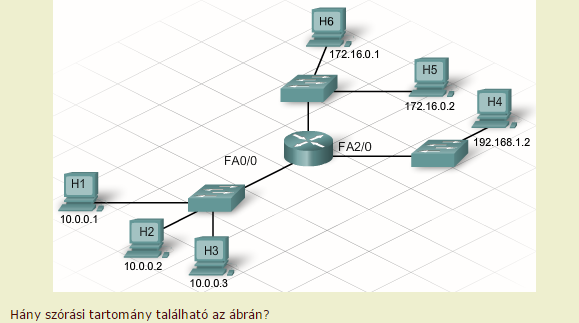 H6
172.16.0.1
H5
172.16.0.2
H4
192.168.1.2
FA0/0
FA2/0
H1
10.0.0.1
H2
10.0.0.2
H3
10.0.0.3
Hány szórási tartomány található az ábrán?